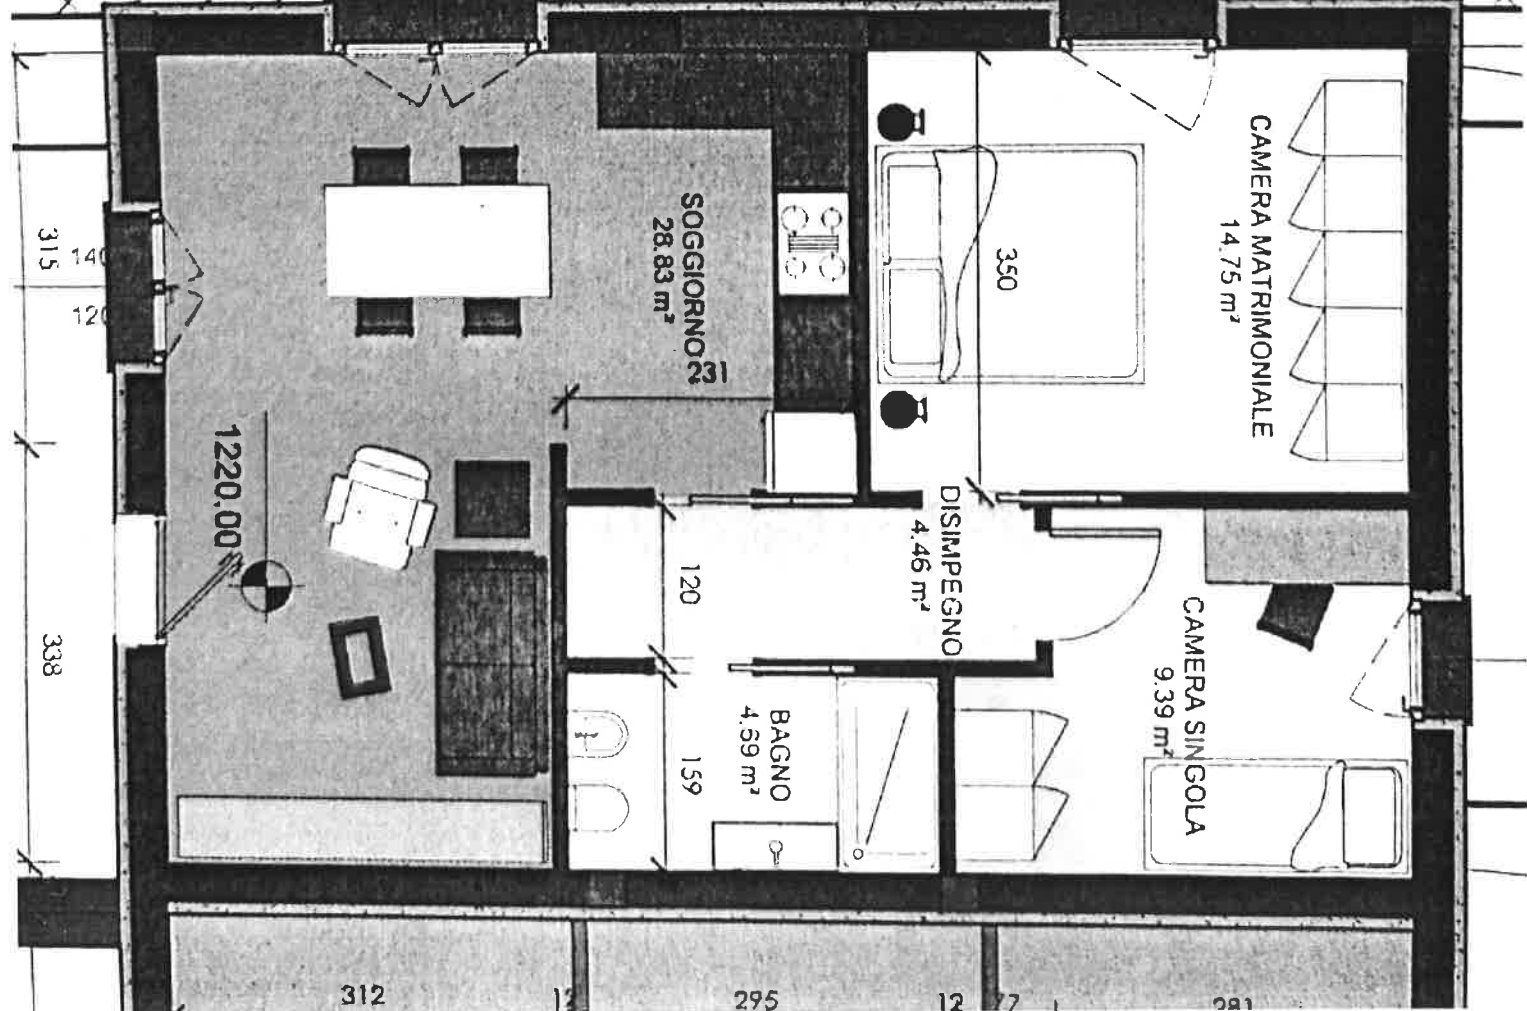 SOGGIORNO
28.83 m²
231
CAMERA MATRIMONIALE
14.75 m²
350
DISIMPEGNO
4.46 m²
120
BAGNO
4.59 m²
159
CAMERA SINGOLA
9.39 m²
1220.00
315
140
120
338
312
12
295
12
77
281